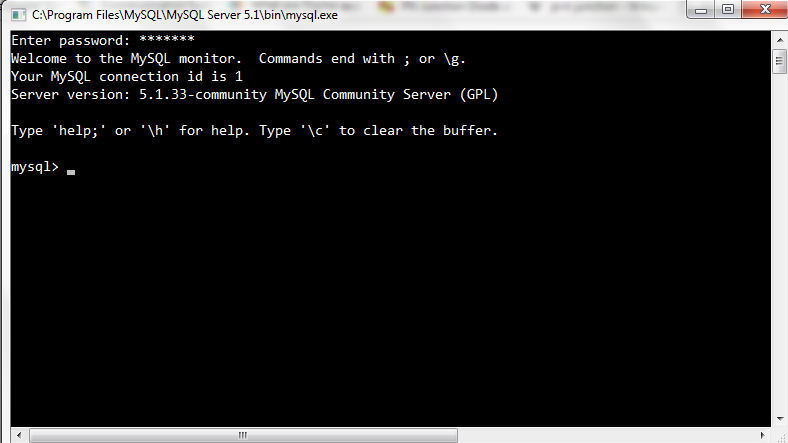 C:\Program Files\MySQL\MySQL Server 5.1\bin\mysql.exe
Enter password: *******
Welcome to the MySQL monitor.  Commands end with ; or \g.
Your MySQL connection id is 1
Server version: 5.1.33-community MySQL Community Server (GPL)
Type 'help;' or '\h' for help. Type '\c' to clear the buffer.
mysql>